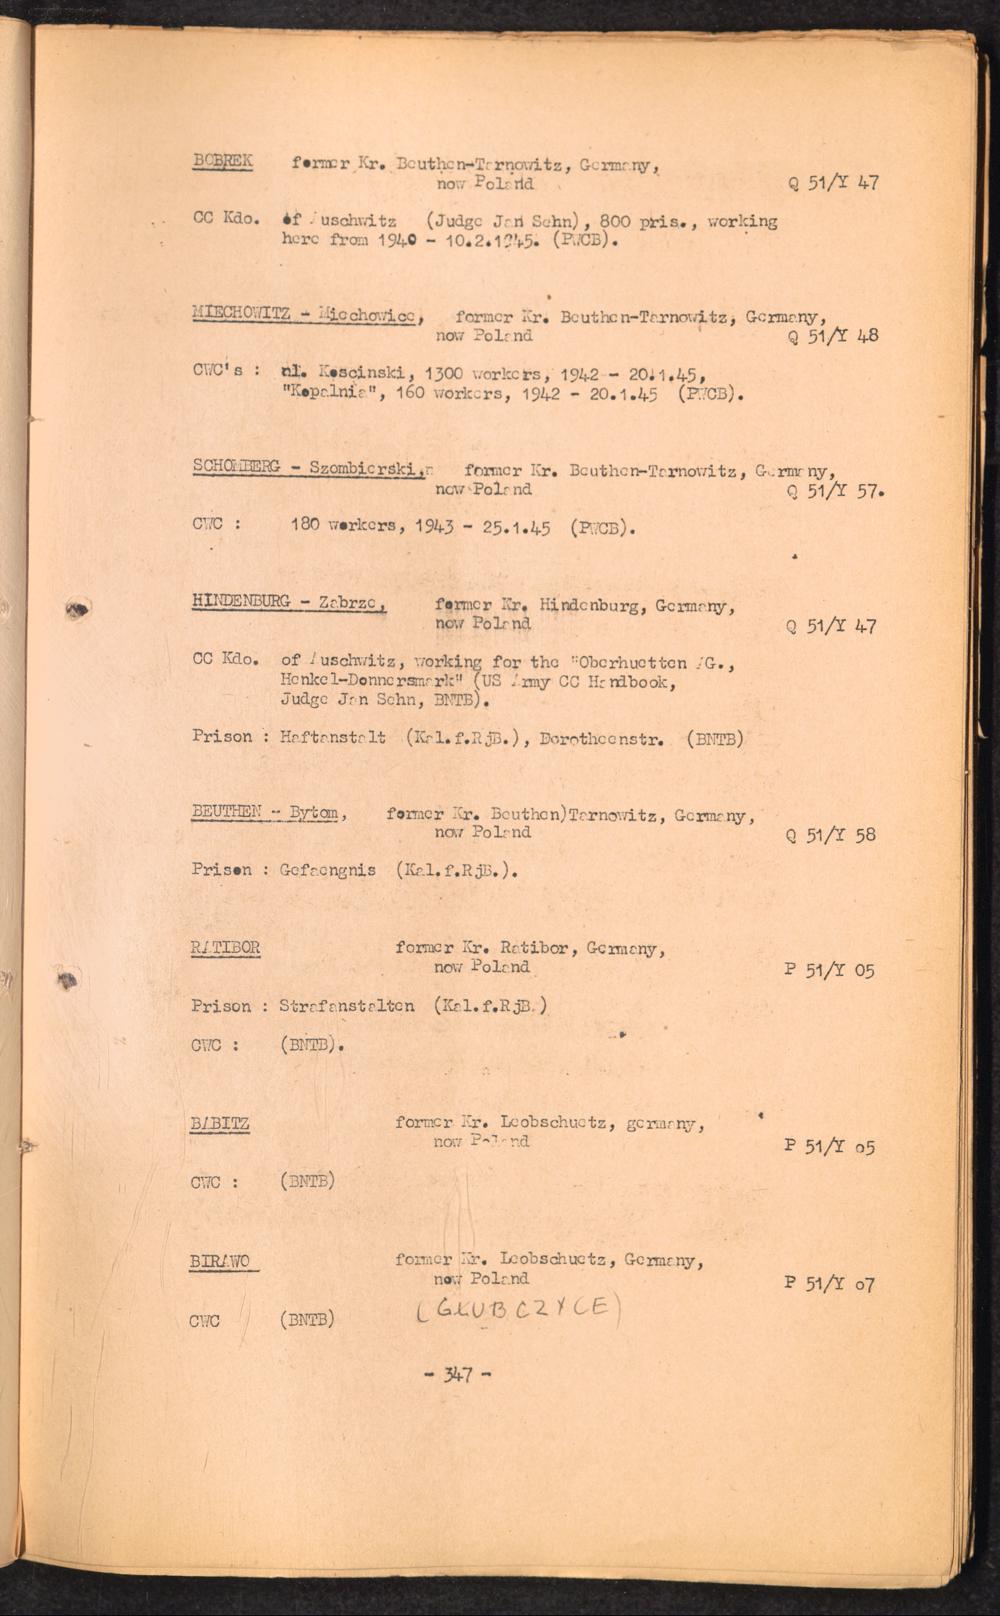 BOBREK former Kr. Beuthen-Tarnowitz, Germany,
now Poland Q 51/Y 47
CC Kdo. of Auschwitz (Judge Jan Sehn), 800 pris., working
here from 1940 - 10.2.1945. (PWCB).
MIECHOWITZ - Miechowice, former Kr. Beuthen-Tarnowitz, Germany,
now Poland Q 51/Y 48
CWC's : ul. Koscinski, 1300 workers, 1942 - 20.1.45,
"Kopalnia", 160 workers, 1942 - 20.1.45 (PWCB).
SCHOMBERG - Szombierski, former Kr. Beuthen-Tarnowitz, Germany,
now Poland Q 51/Y 57.
CWC : 180 workers, 1943 - 25.1.45 (PWCB).
HINDENBURG - Zabrze, former Kr. Hindenburg, Germany,
now Poland Q 51/Y 47
CC Kdo. of Auschwitz, working for the "Oberhuetten AG.,
Henkel-Donnersmark" (US Army CC Handbook,
Judge Jan Sehn, BNTB).
Prison : Haftanstalt (Kal.f.RjB.), Dorotheenstr. (BNTB)
BEUTHEN - Bytom, former Kr. Beuthen)Tarnowitz, Germany,
now Poland Q 51/Y 58
Prison : Gefaengnis (Kal.f.RjB.).
RATIBOR former Kr. Ratibor, Germany,
now Poland P 51/Y 05
Prison : Strafanstalten (Kal.f.RjB.)
CWC : (BNTB).
BABITZ former Kr. Leobschuetz, germany,
now Poland P 51/Y o5
CWC : (BNTB)
BIRAWO former Kr. Leobschuetz, Germany,
now Poland P 51/Y o7
(GŁUBCZYCE)
CWC (BNTB)
- 347 -